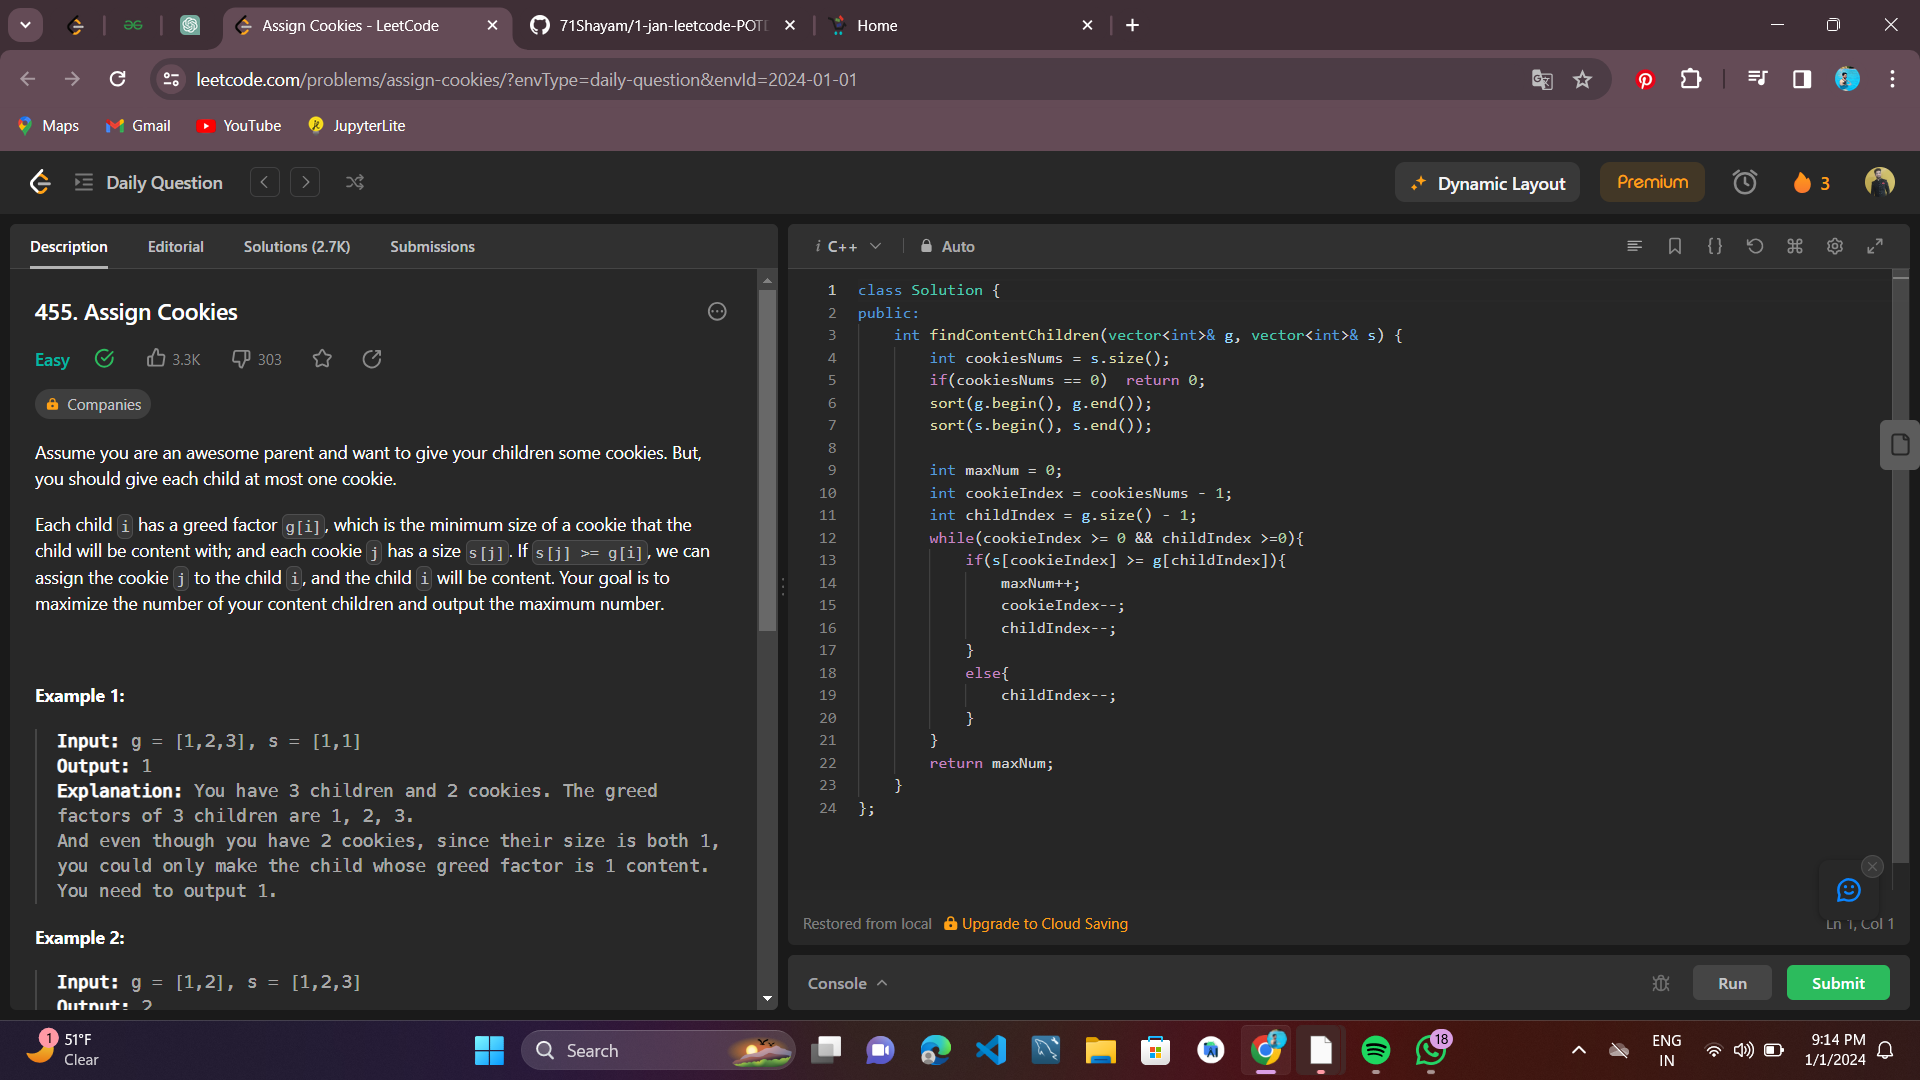 Assign Cookies - LeetCode
71Shayam/1-jan-leetcode-POTD
Home
leetcode.com/problems/assign-cookies/?envType=daily-question&envId=2024-01-01
Maps
Gmail
YouTube
JupyterLite
Daily Question
Dynamic Layout
Premium
3
Description
Editorial
Solutions (2.7K)
Submissions
455. Assign Cookies
Easy
3.3K
303
Companies
Assume you are an awesome parent and want to give your children some cookies. But,
you should give each child at most one cookie.
Each child i has a greed factor g[i], which is the minimum size of a cookie that the
child will be content with; and each cookie j has a size s[j]. If s[j] >= g[i], we can
assign the cookie j to the child i, and the child i will be content. Your goal is to
maximize the number of your content children and output the maximum number.
Example 1:
Input: g = [1,2,3], s = [1,1]
Output: 1
Explanation: You have 3 children and 2 cookies. The greed
factors of 3 children are 1, 2, 3.
And even though you have 2 cookies, since their size is both 1,
you could only make the child whose greed factor is 1 content.
You need to output 1.
Example 2:
Input: g = [1,2], s = [1,2,3]
Output: 2
i C++
Auto
1 class Solution {
2 public:
3 int findContentChildren(vector<int>& g, vector<int>& s) {
4 int cookiesNums = s.size();
5 if(cookiesNums == 0)  return 0;
6 sort(g.begin(), g.end());
7 sort(s.begin(), s.end());
8
9 int maxNum = 0;
10 int cookieIndex = cookiesNums - 1;
11 int childIndex = g.size() - 1;
12 while(cookieIndex >= 0 && childIndex >=0){
13 if(s[cookieIndex] >= g[childIndex]){
14 maxNum++;
15 cookieIndex--;
16 childIndex--;
17 }
18 else{
19 childIndex--;
20 }
21 }
22 return maxNum;
23 }
24 };
Restored from local
Upgrade to Cloud Saving
Ln 1, Col 1
Console
Run
Submit
1
51°F
Clear
Search
18
ENG
IN
9:14 PM
1/1/2024